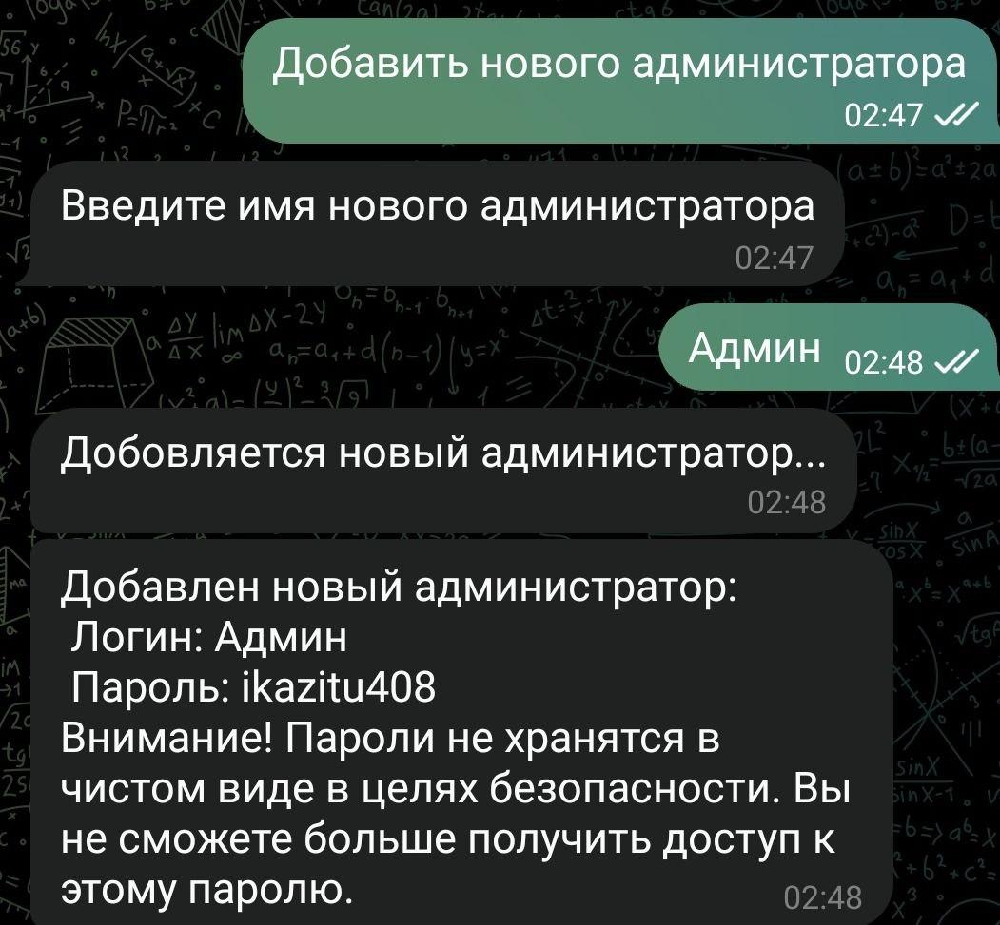 Добавить нового администратора
02:47
Введите имя нового администратора
02:47
Админ 02:48
Добовляется новый администратор...
02:48
Добавлен новый администратор:
Логин: Админ
Пароль: ikazitu408
Внимание! Пароли не хранятся в
чистом виде в целях безопасности. Вы
не сможете больше получить доступ к
этому паролю.
02:48